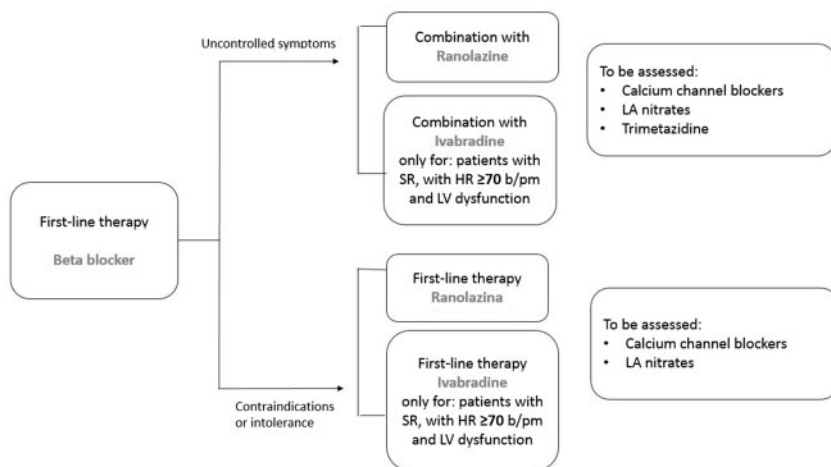 Uncontrolled symptoms
Combination with
Ranolazine
Combination with
Ivabradine
only for: patients with
SR, with HR ≥70 b/pm
and LV dysfunction
To be assessed:
• Calcium channel blockers
• LA nitrates
• Trimetazidine
First-line therapy
Beta blocker
Contraindications
or intolerance
First-line therapy
Ranolazina
First-line therapy
Ivabradine
only for: patients with
SR, with HR ≥70 b/pm
and LV dysfunction
To be assessed:
• Calcium channel blockers
• LA nitrates